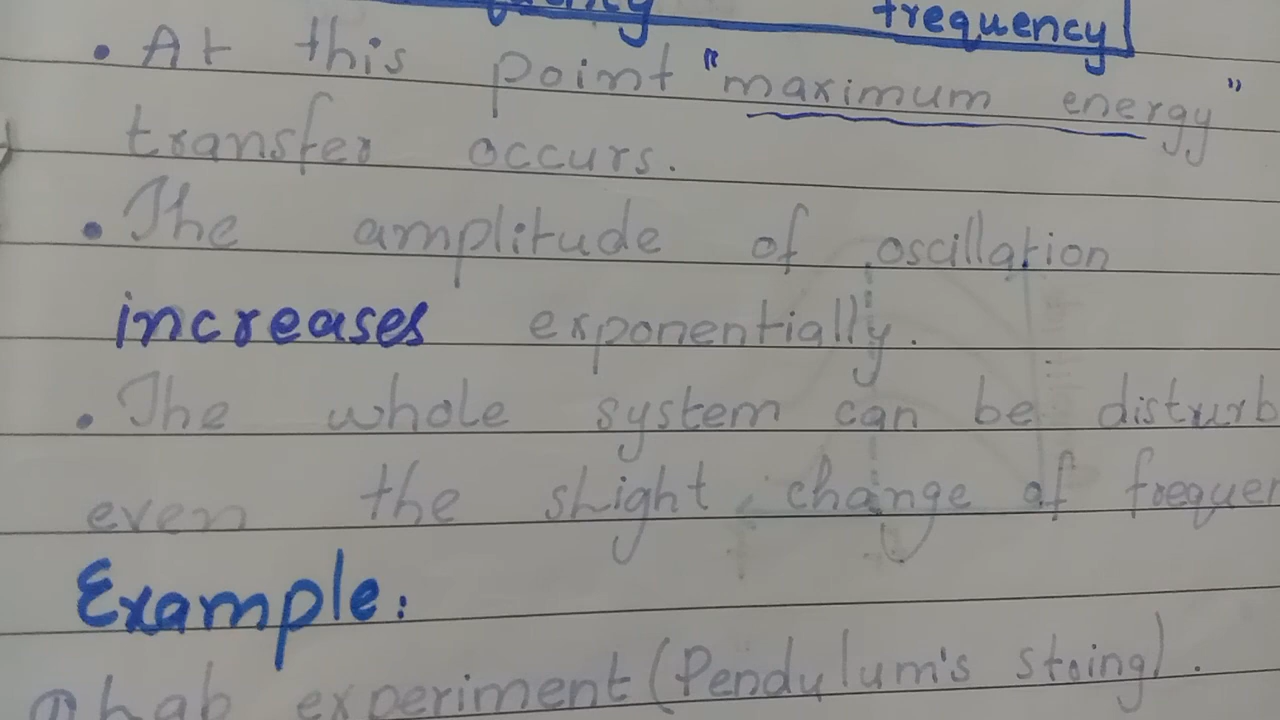 frequency
• At this point "maximum energy"
transfer occurs.
• The amplitude of oscillation
increases exponentially.
• The whole system can be disturb
even the slight change of frequen
Example:
Lab experiment (Pendulum's string).